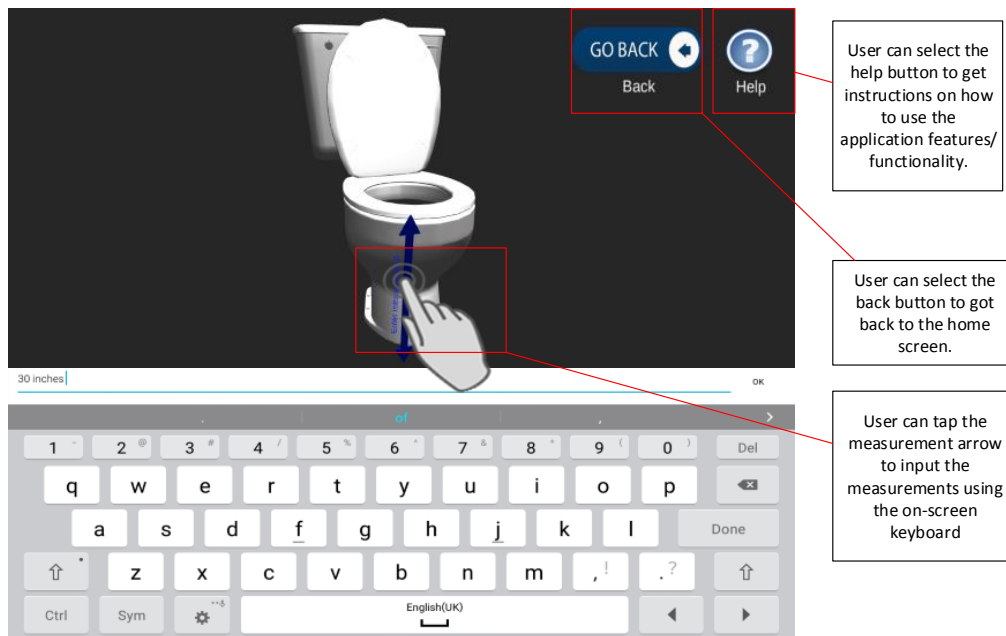 GO BACK
Back
Help
User can select the
help button to get
instructions on how
to use the
application features/
functionality.
User can select the
back button to got
back to the home
screen.
User can tap the
measurement arrow
to input the
measurements using
the on-screen
keyboard
Enter
30 inches
OK
of
,
1 - 2 @ 3 # 4 / 5 % 6 ^ 7 & 8 * 9 ( 0 ) Del
q w e r t y u i o p
a s d f g h j k l Done
z x c v b n m , ! . ?
Ctrl Sym English(UK)